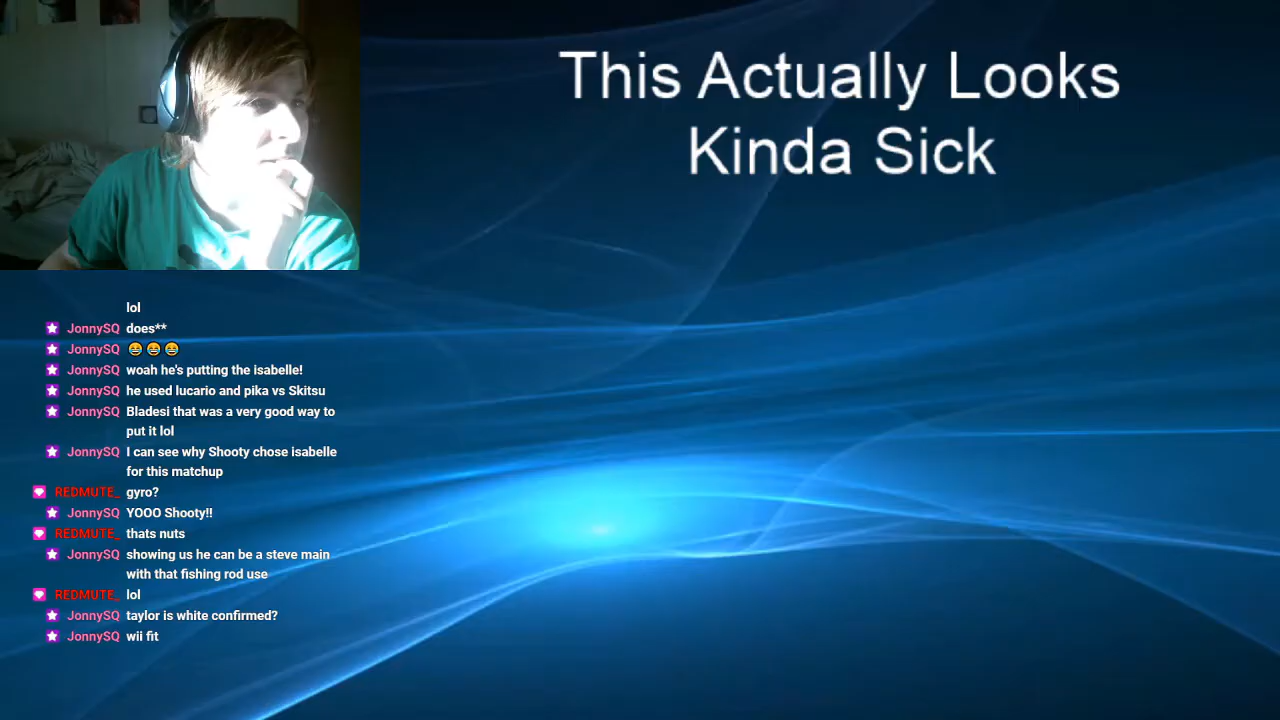 This Actually Looks
Kinda Sick
lol
JonnySQ does**
JonnySQ 😂 😂 😂
JonnySQ woah he's putting the isabelle!
JonnySQ he used lucario and pika vs Skitsu
JonnySQ Bladesi that was a very good way to
put it lol
JonnySQ I can see why Shooty chose isabelle
for this matchup
REDMUTE_ gyro?
JonnySQ YOOO Shooty!!
REDMUTE_ thats nuts
JonnySQ showing us he can be a steve main
with that fishing rod use
REDMUTE_ lol
JonnySQ taylor is white confirmed?
JonnySQ wii fit